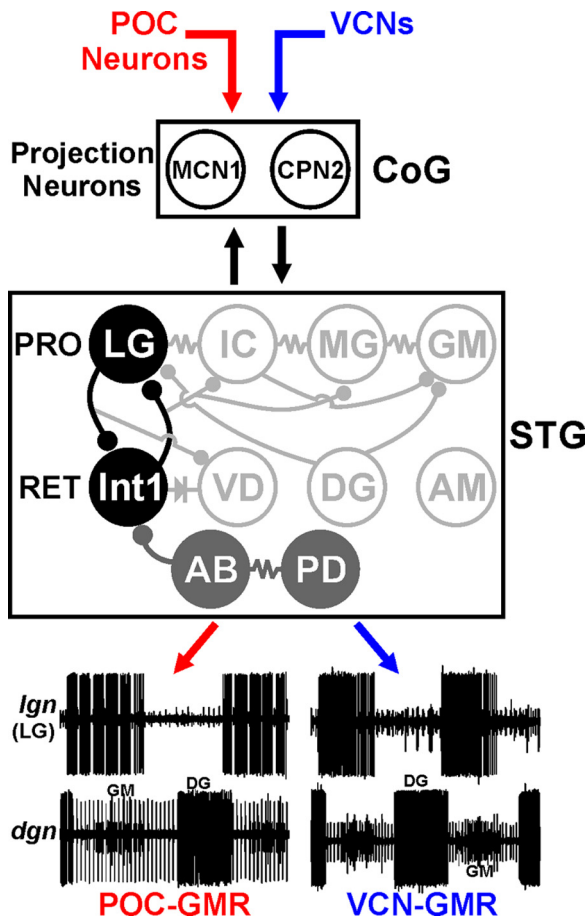 POC
Neurons
VCNs
Projection
Neurons
MCN1
CPN2
CoG
PRO
LG
IC
MG
GM
STG
RET
Int1
VD
DG
AM
AB
PD
lgn
(LG)
GM
DG
DG
dgn
GM
POC-GMR
VCN-GMR